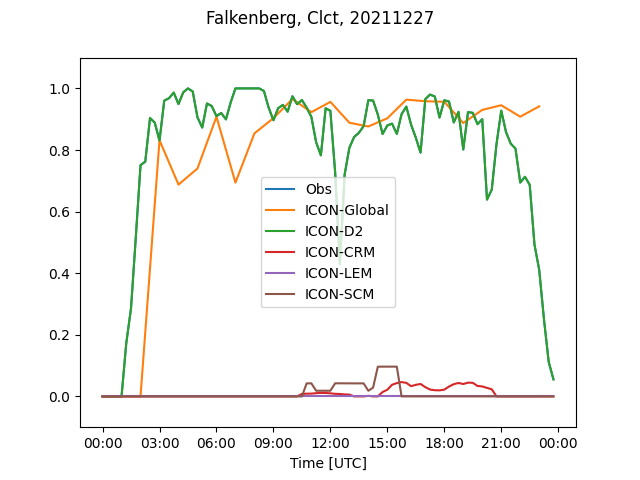 Falkenberg, Clct, 20211227
1.0
0.8
0.6
0.4
0.2
0.0
Obs
ICON-Global
ICON-D2
ICON-CRM
ICON-LEM
ICON-SCM
00:00 03:00 06:00 09:00 12:00 15:00 18:00 21:00 00:00
Time [UTC]